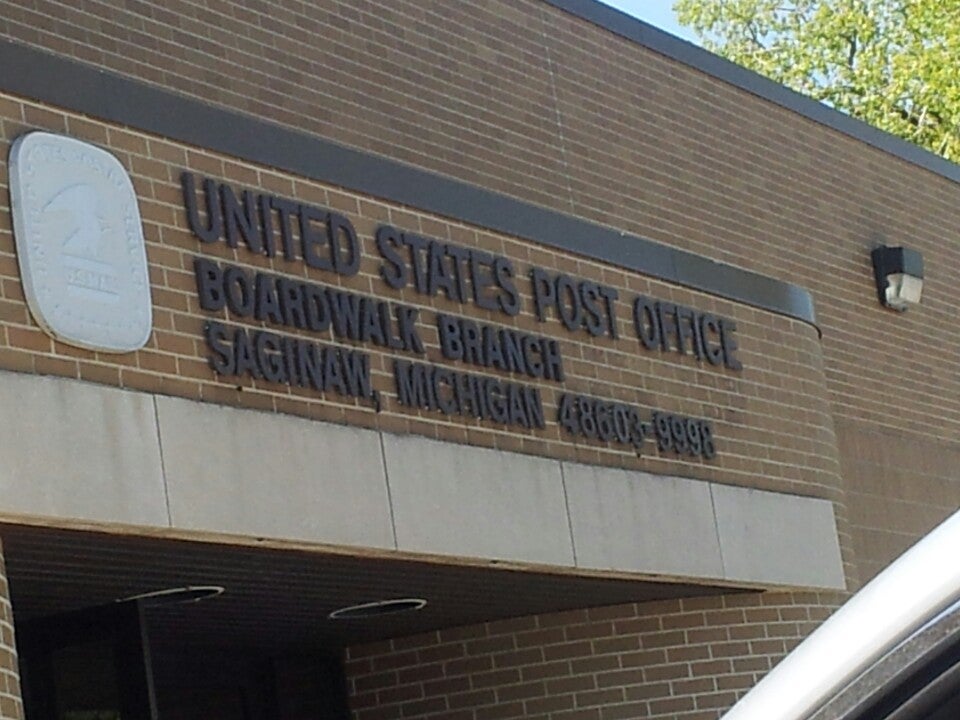 UNITED STATES POST OFFICE
BOARDWALK BRANCH
SAGINAW, MICHIGAN 48603-9998